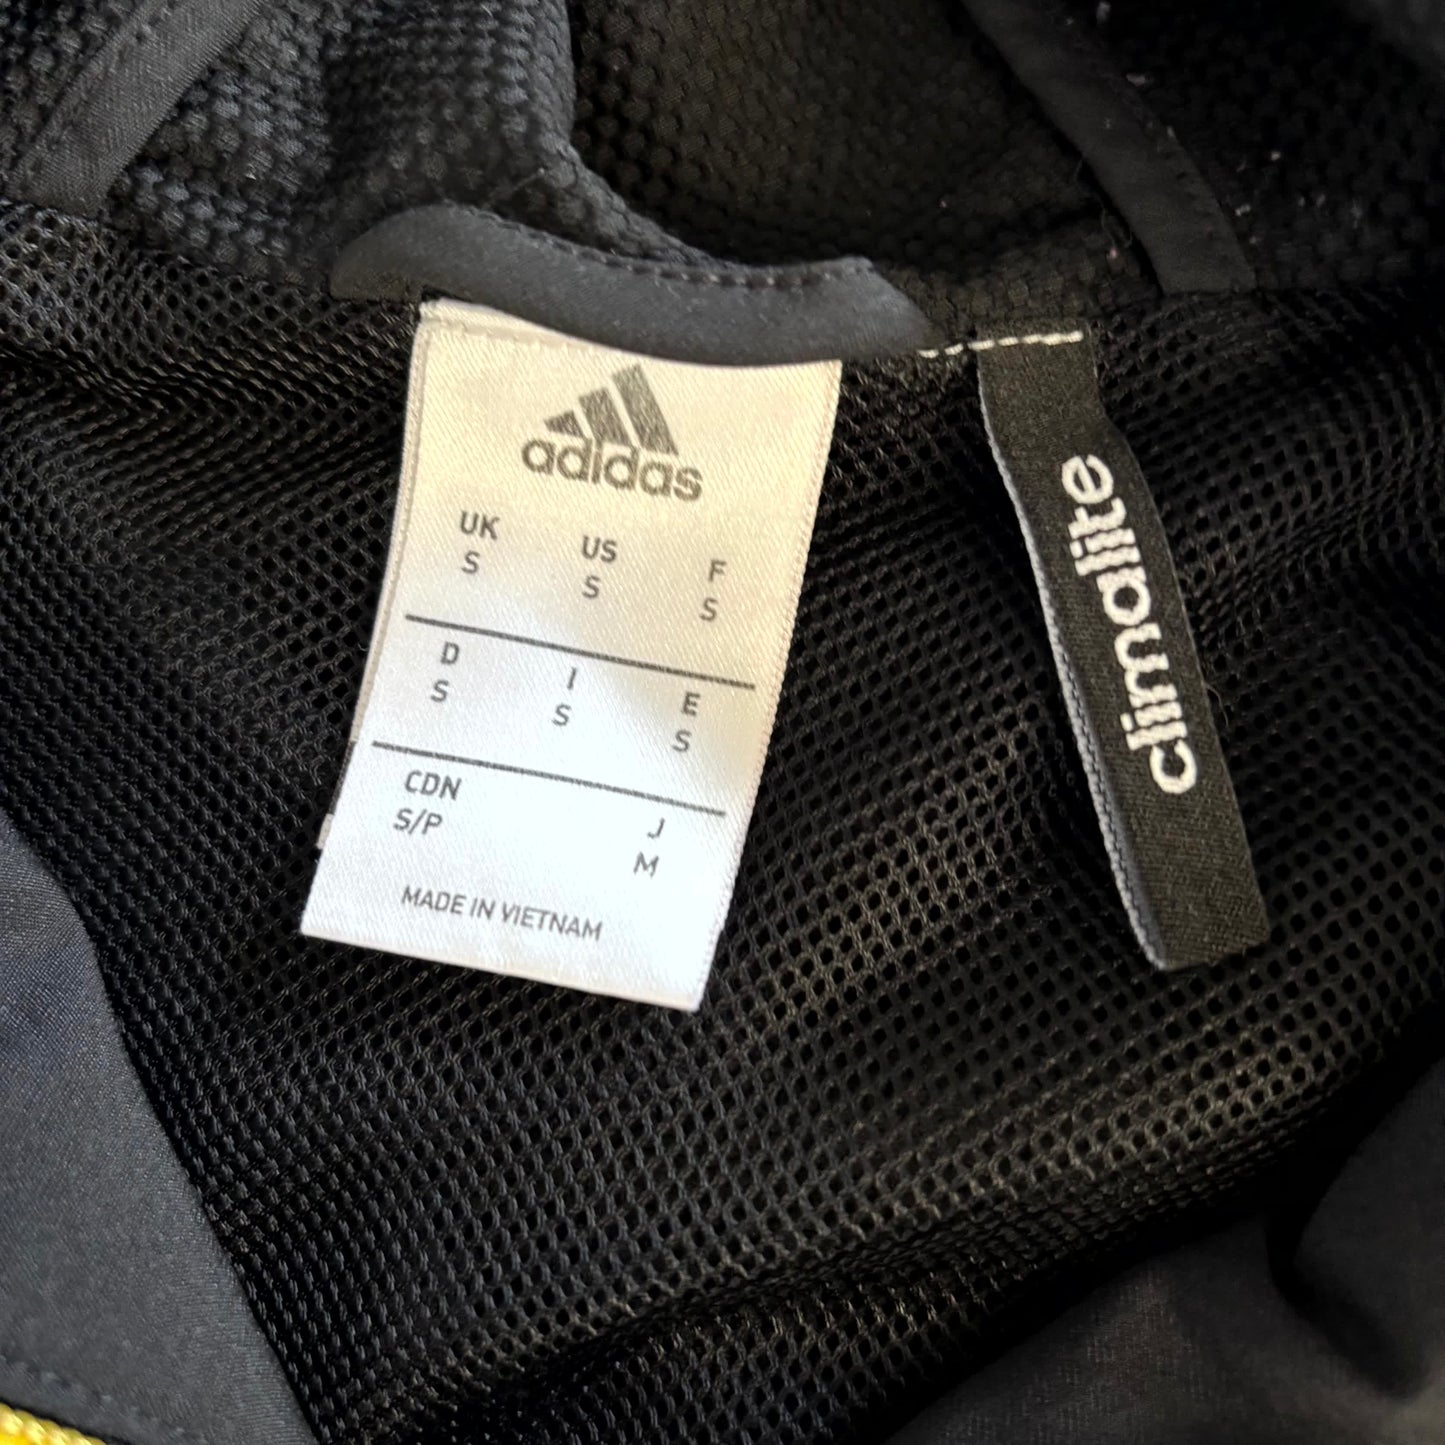 adidas
UK US F
S S S
D I E
S S S
CDN J
S/P M
MADE IN VIETNAM
climalite